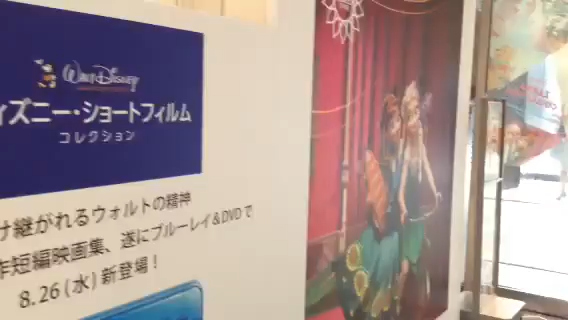 WALT DISNEY
ィズニー・ショートフィルム
コレクション
け継がれるウォルトの精神
作短編映画集、遂にブルーレイ＆DVDで
8.26(水)新登場！